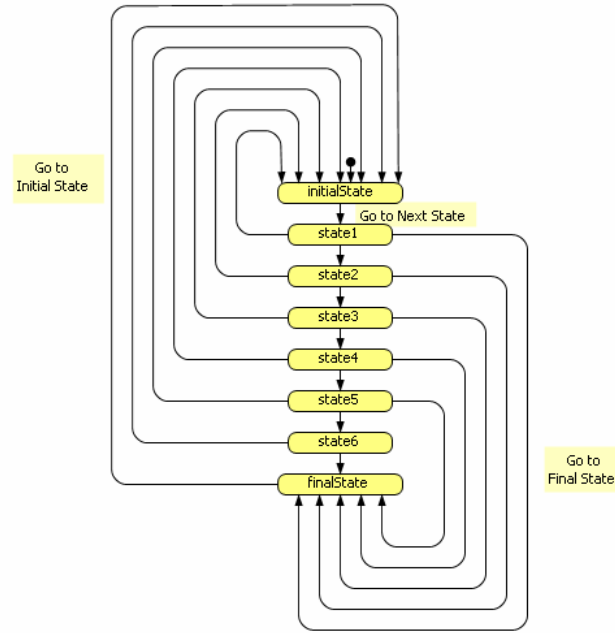 Go to
Initial State
initialState
Go to Next State
state1
state2
state3
state4
state5
state6
finalState
Go to
Final State